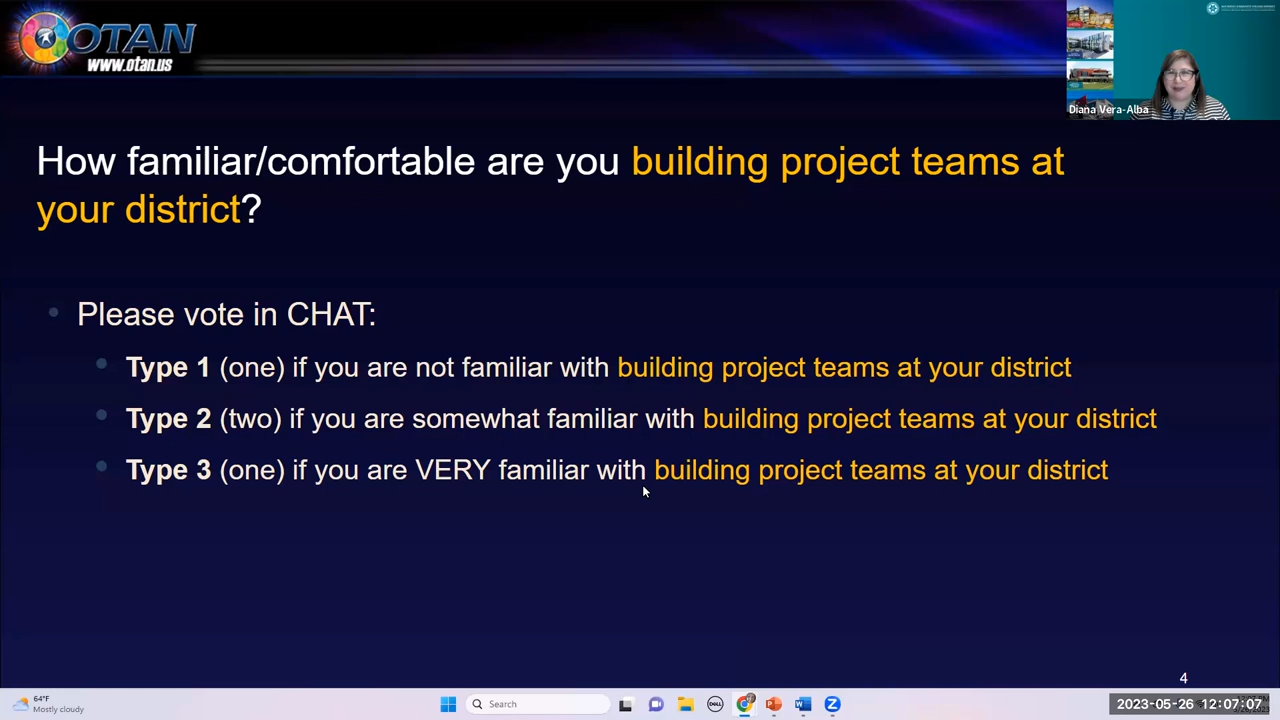 OTAN
www.otan.us
Diana Vera-Alba
How familiar/comfortable are you building project teams at
your district?
Please vote in CHAT:
Type 1 (one) if you are not familiar with building project teams at your district
Type 2 (two) if you are somewhat familiar with building project teams at your district
Type 3 (one) if you are VERY familiar with building project teams at your district
4
64°F
Mostly cloudy
Search
2023-05-26 12:07:07